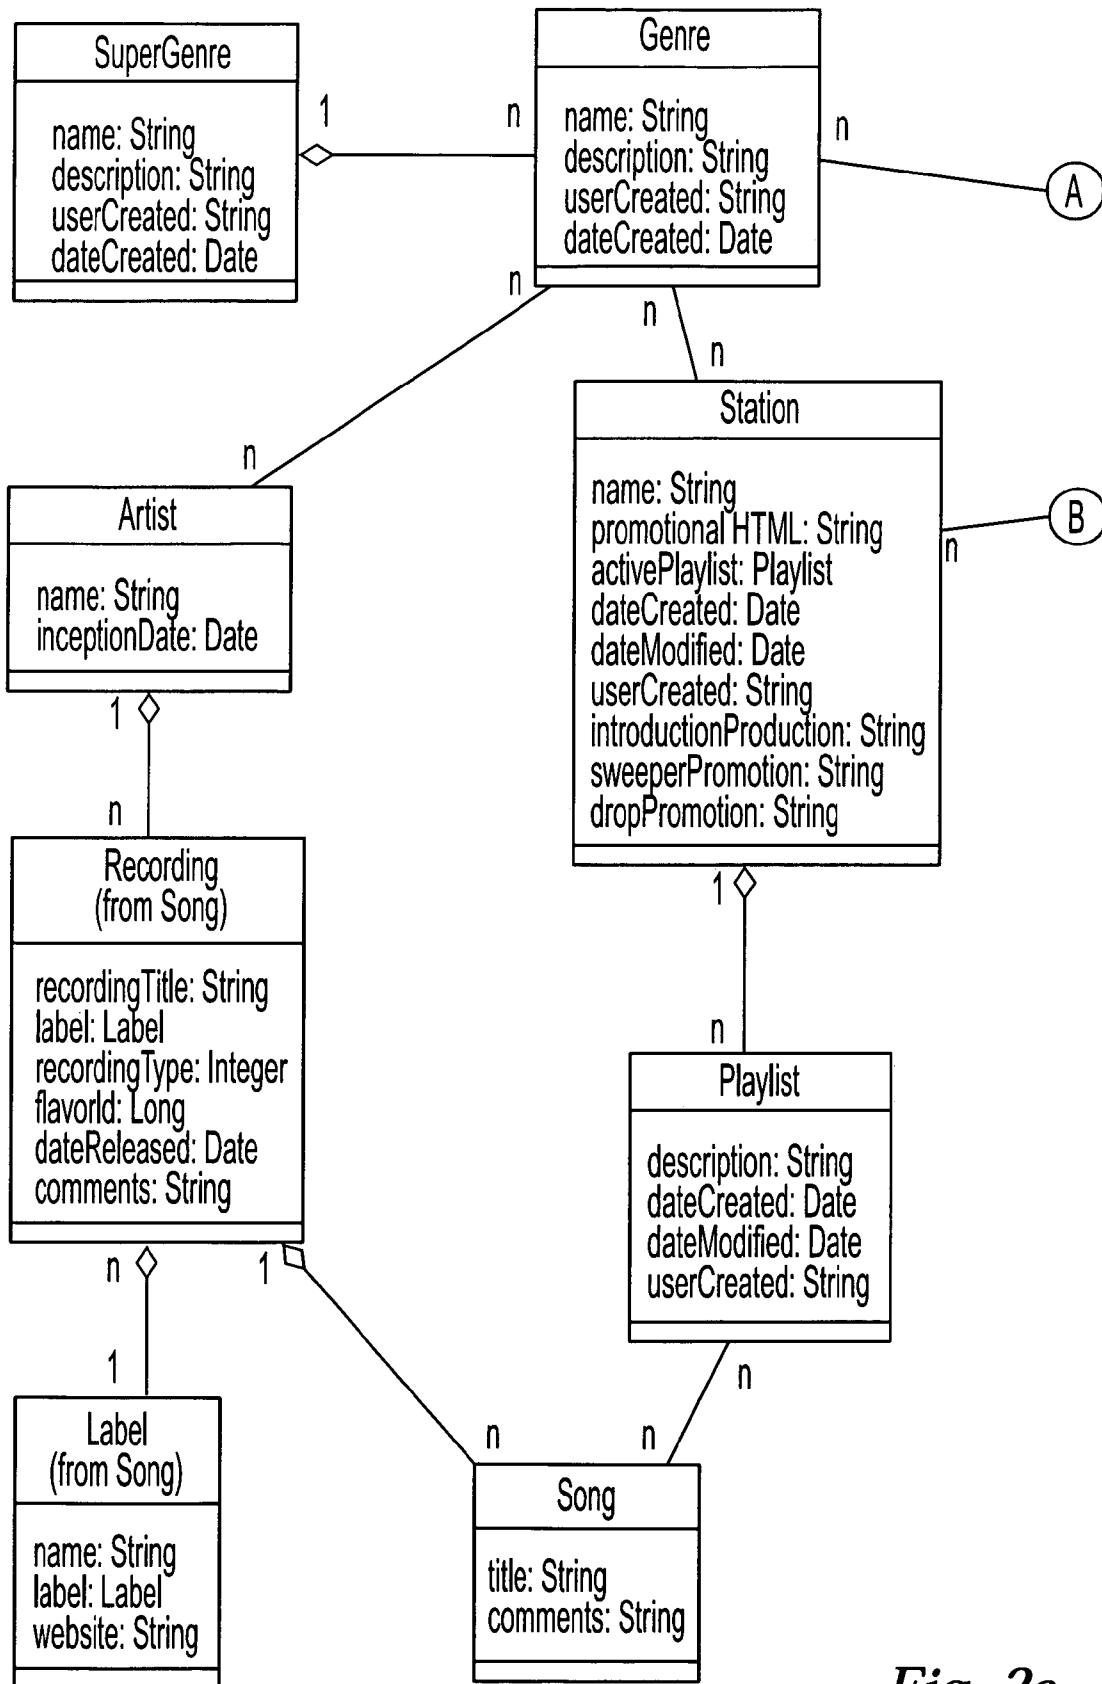 SuperGenre
name: String
description: String
userCreated: String
dateCreated: Date
1
n
Genre
name: String
description: String
userCreated: String
dateCreated: Date
n
A
n
n
n
n
Station
name: String
promotional HTML: String
activePlaylist: Playlist
dateCreated: Date
dateModified: Date
userCreated: String
introductionProduction: String
sweeperPromotion: String
dropPromotion: String
n
B
Artist
name: String
inceptionDate: Date
1
n
Recording
(from Song)
recordingTitle: String
label: Label
recordingType: Integer
flavorId: Long
dateReleased: Date
comments: String
1
n
Playlist
description: String
dateCreated: Date
dateModified: Date
userCreated: String
n
1
1
n
n
n
Label
(from Song)
name: String
label: Label
website: String
Song
title: String
comments: String